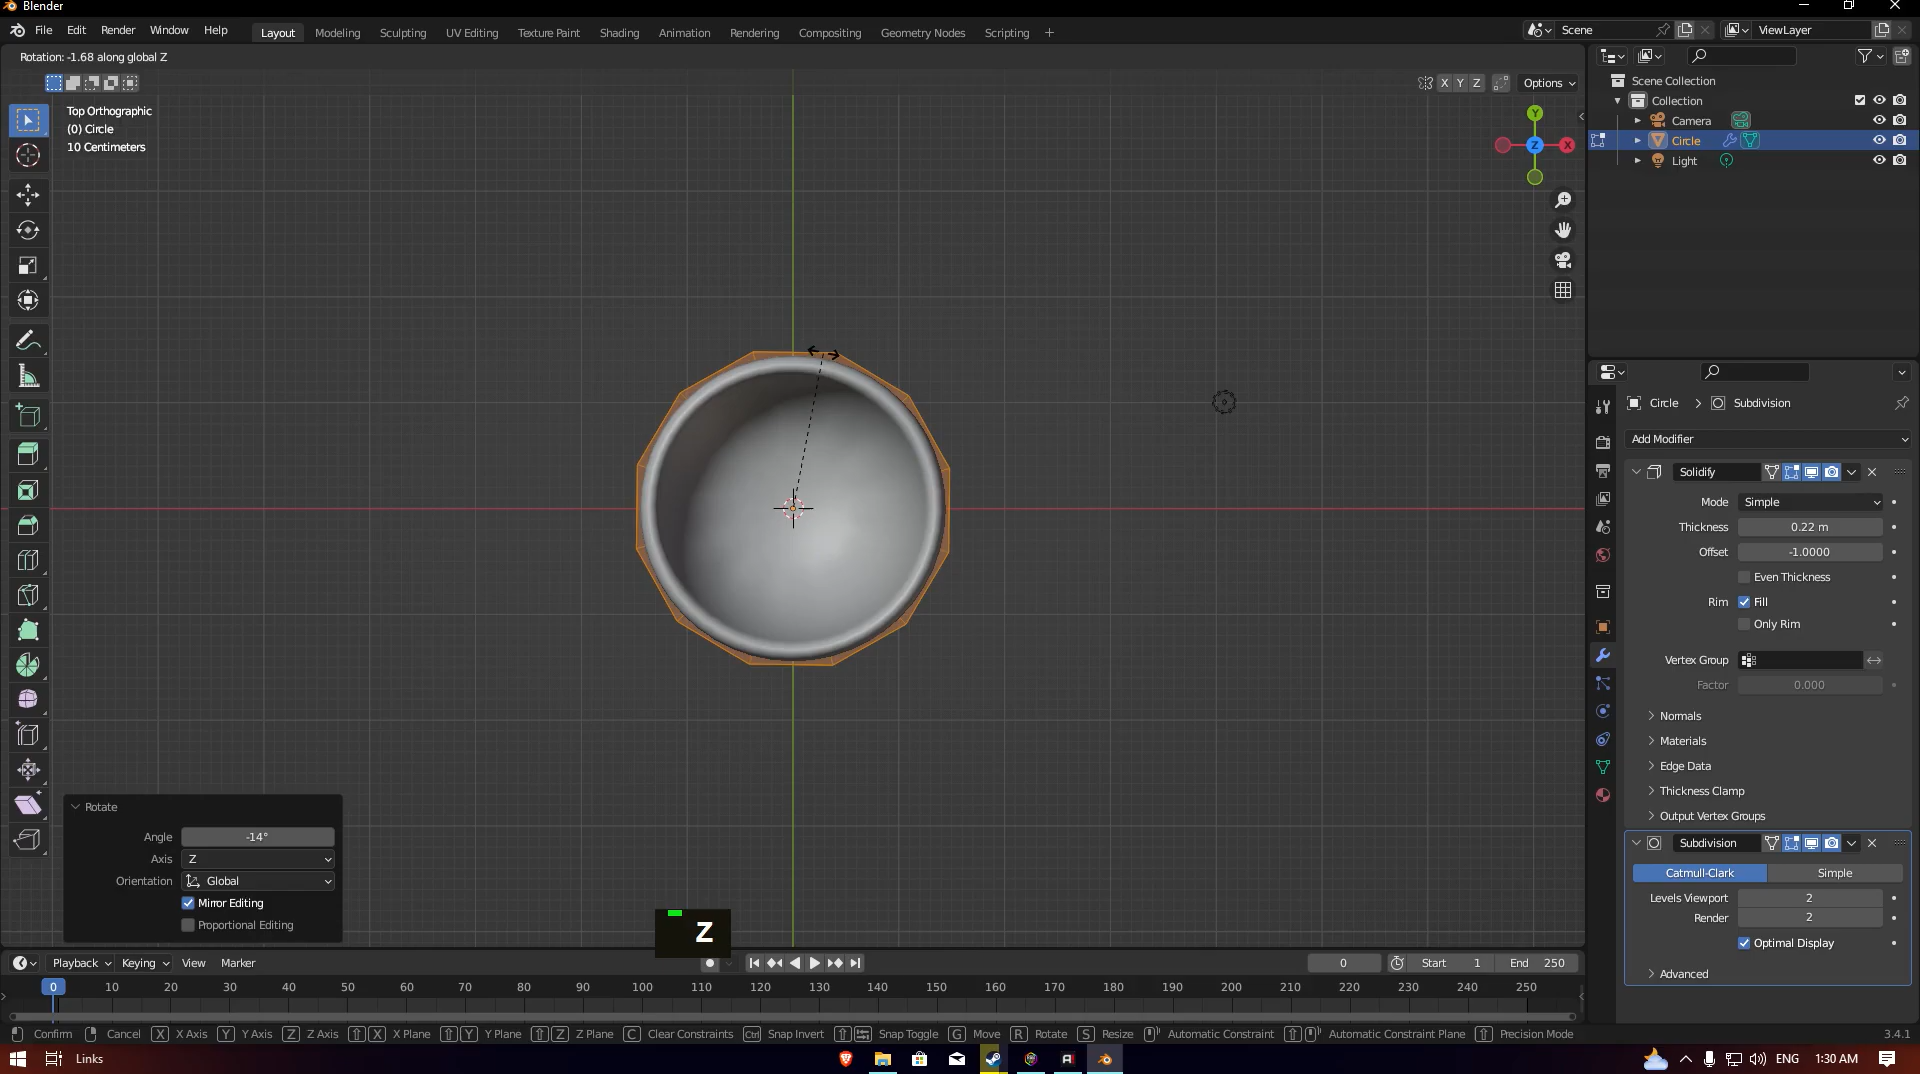 Blender
File Edit Render Window Help
Layout Modeling Sculpting UV Editing Texture Paint Shading Animation Rendering Compositing Geometry Nodes Scripting +
Scene
ViewLayer
Rotation: -1.68 along global Z
X Y Z
Options
Top Orthographic
(0) Circle
10 Centimeters
Y
Z
X
Scene Collection
Collection
Camera
Circle
Light
Circle > Subdivision
Add Modifier
Solidify
Mode Simple
Thickness 0.22 m
Offset -1.0000
Even Thickness
Rim Fill
Only Rim
Vertex Group
Factor 0.000
Normals
Materials
Edge Data
Thickness Clamp
Output Vertex Groups
Subdivision
Catmull-Clark Simple
Levels Viewport 2
Render 2
Optimal Display
Advanced
Rotate
Angle -14°
Axis Z
Orientation Global
Mirror Editing
Proportional Editing
Z
Playback Keying View Marker
0 Start 1 End 250
0 10 20 30 40 50 60 70 80 90 100 110 120 130 140 150 160 170 180 190 200 210 220 230 240 250
Confirm Cancel X X Axis Y Y Axis Z Z Axis X X Plane Y Y Plane Z Z Plane C Clear Constraints Ctrl Snap Invert Snap Toggle G Move R Rotate S Resize Automatic Constraint Automatic Constraint Plane Precision Mode 3.4.1
Links
ENG 1:30 AM